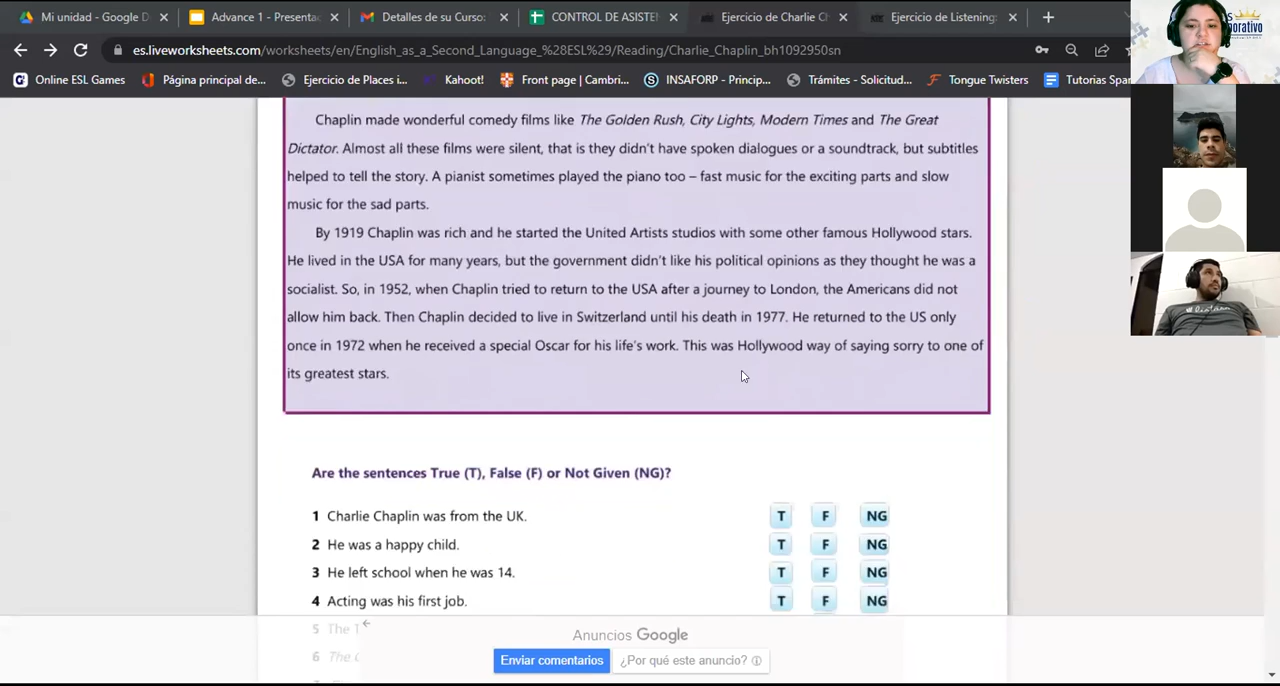 Mi unidad - Google D
Advance 1 - Presenta
Detalles de su Curso:
CONTROL DE ASISTEN
Ejercicio de Charlie C
Ejercicio de Listening:
es.liveworksheets.com/worksheets/en/English_as_a_Second_Language_%28ESL%29/Reading/Charlie_Chaplin_bh1092950sn
Online ESL Games
Página principal de...
Ejercicio de Places i...
Kahoot!
Front page | Cambri...
INSAFORP - Princip...
Trámites - Solicitud...
Tongue Twisters
Tutorias Spar
Chaplin made wonderful comedy films like The Golden Rush, City Lights, Modern Times and The Great
Dictator. Almost all these films were silent, that is they didn't have spoken dialogues or a soundtrack, but subtitles
helped to tell the story. A pianist sometimes played the piano too – fast music for the exciting parts and slow
music for the sad parts.
By 1919 Chaplin was rich and he started the United Artists studios with some other famous Hollywood stars.
He lived in the USA for many years, but the government didn't like his political opinions as they thought he was a
socialist. So, in 1952, when Chaplin tried to return to the USA after a journey to London, the Americans did not
allow him back. Then Chaplin decided to live in Switzerland until his death in 1977. He returned to the US only
once in 1972 when he received a special Oscar for his life's work. This was Hollywood way of saying sorry to one of
its greatest stars.
Are the sentences True (T), False (F) or Not Given (NG)?
1 Charlie Chaplin was from the UK. T F NG
2 He was a happy child. T F NG
3 He left school when he was 14. T F NG
4 Acting was his first job. T F NG
5 The
6
Anuncios Google
Enviar comentarios
¿Por qué este anuncio?